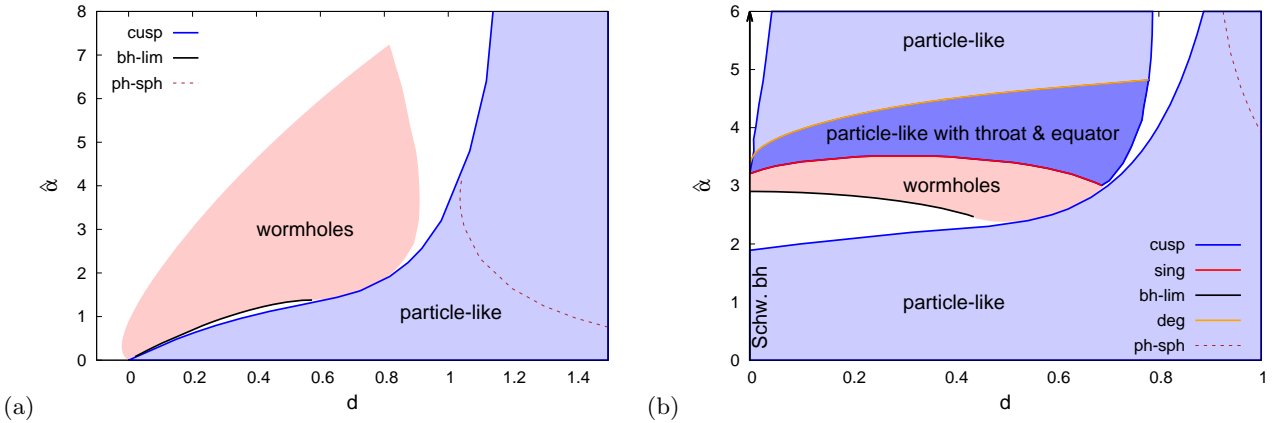 8
7
6
5
4
3
2
1
0
α̂
cusp
bh-lim
ph-sph
wormholes
particle-like
0 0.2 0.4 0.6 0.8 1 1.2 1.4
d
(a)
6
5
4
3
2
1
0
α̂
particle-like
particle-like with throat & equator
wormholes
particle-like
Schw. bh
cusp
sing
bh-lim
deg
ph-sph
0 0.2 0.4 0.6 0.8 1
d
(b)